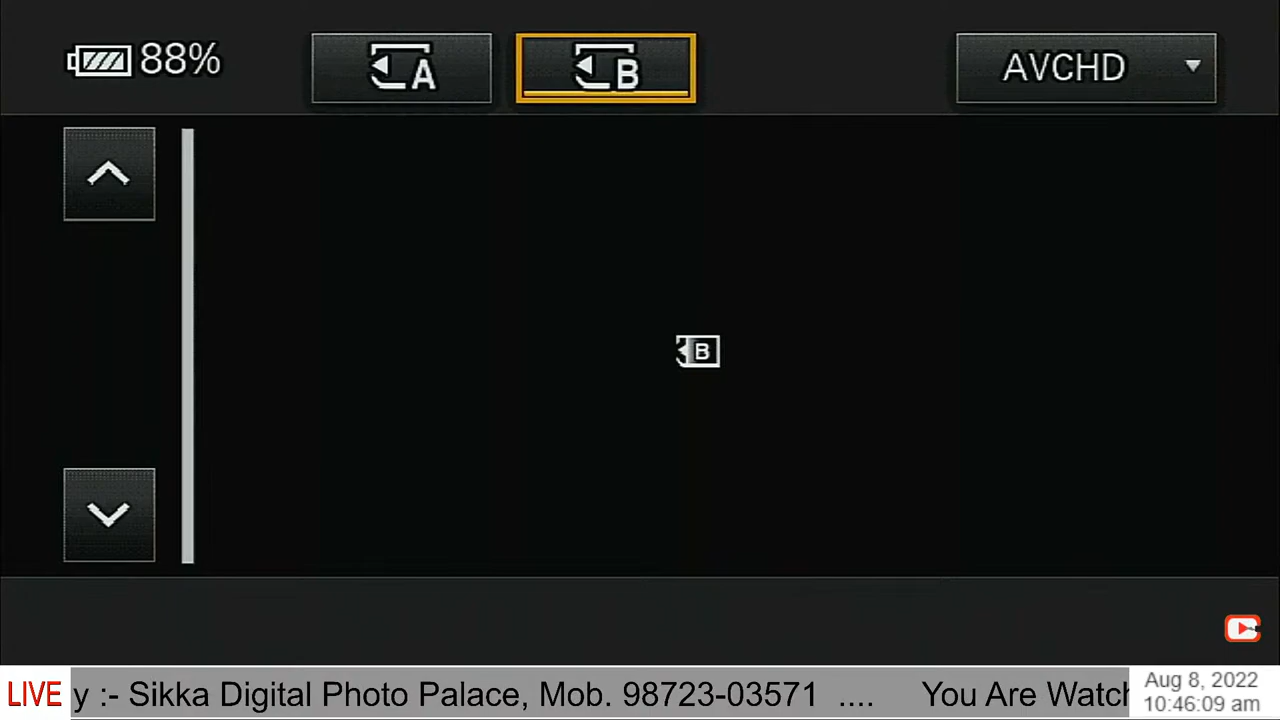 88%
A
B
AVCHD
B
LIVE
y :- Sikka Digital Photo Palace, Mob. 98723-03571 .... You Are Watch
Aug 8, 2022
10:46:09 am